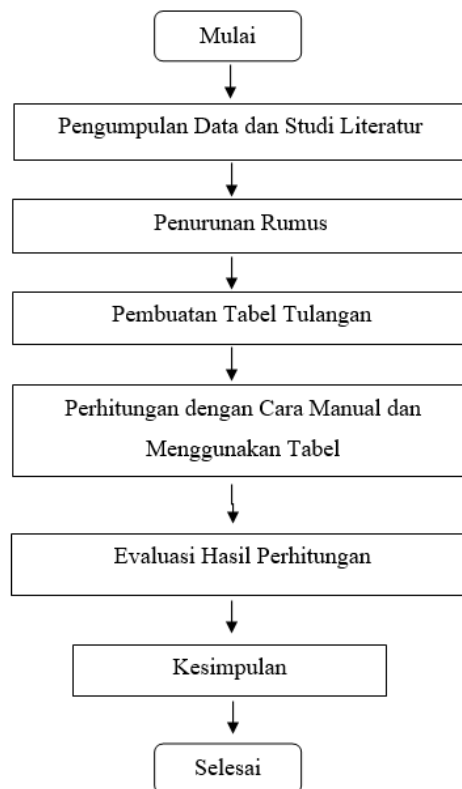 Mulai
Pengumpulan Data dan Studi Literatur
Penurunan Rumus
Pembuatan Tabel Tulangan
Perhitungan dengan Cara Manual dan
Menggunakan Tabel
Evaluasi Hasil Perhitungan
Kesimpulan
Selesai